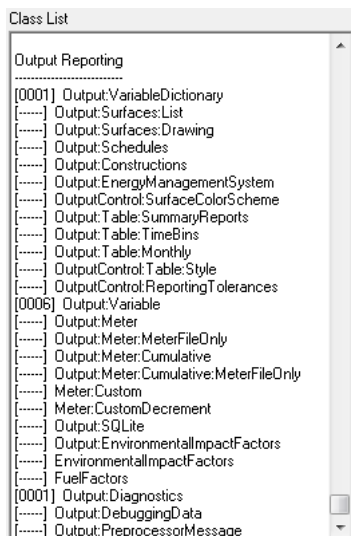 Class List
Output Reporting
--------------------------
[0001] Output:VariableDictionary
[------] Output:Surfaces:List
[------] Output:Surfaces:Drawing
[------] Output:Schedules
[------] Output:Constructions
[------] Output:EnergyManagementSystem
[------] OutputControl:SurfaceColorScheme
[------] Output:Table:SummaryReports
[------] Output:Table:TimeBins
[------] Output:Table:Monthly
[------] OutputControl:Table:Style
[------] OutputControl:ReportingTolerances
[0006] Output:Variable
[------] Output:Meter
[------] Output:Meter:MeterFileOnly
[------] Output:Meter:Cumulative
[------] Output:Meter:Cumulative:MeterFileOnly
[------] Meter:Custom
[------] Meter:CustomDecrement
[------] Output:SQLite
[------] Output:EnvironmentalImpactFactors
[------] EnvironmentalImpactFactors
[------] FuelFactors
[0001] Output:Diagnostics
[------] Output:DebuggingData
[------] Output:PreprocessorMessage